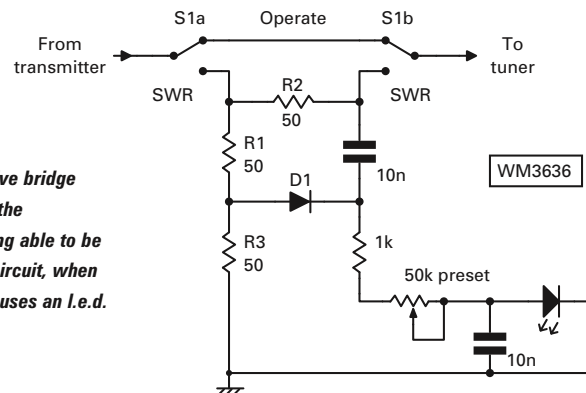 S1a Operate S1b
From transmitter
To tuner
SWR
R2
50
SWR
R1
50
10n
WM3636
D1
R3
50
1k
50k preset
10n
ve bridge
the
ng able to be
ircuit, when
uses an l.e.d.